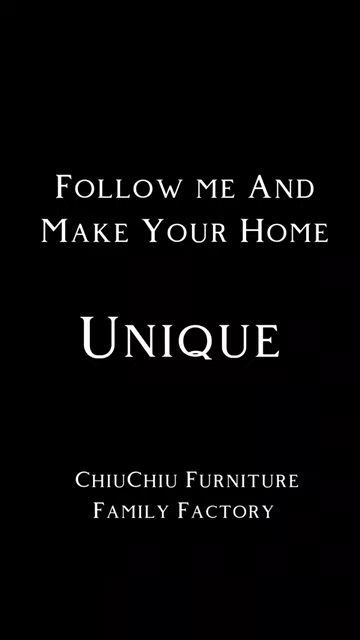 Follow me And
Make Your Home
Unique
ChiuChiu Furniture
Family Factory